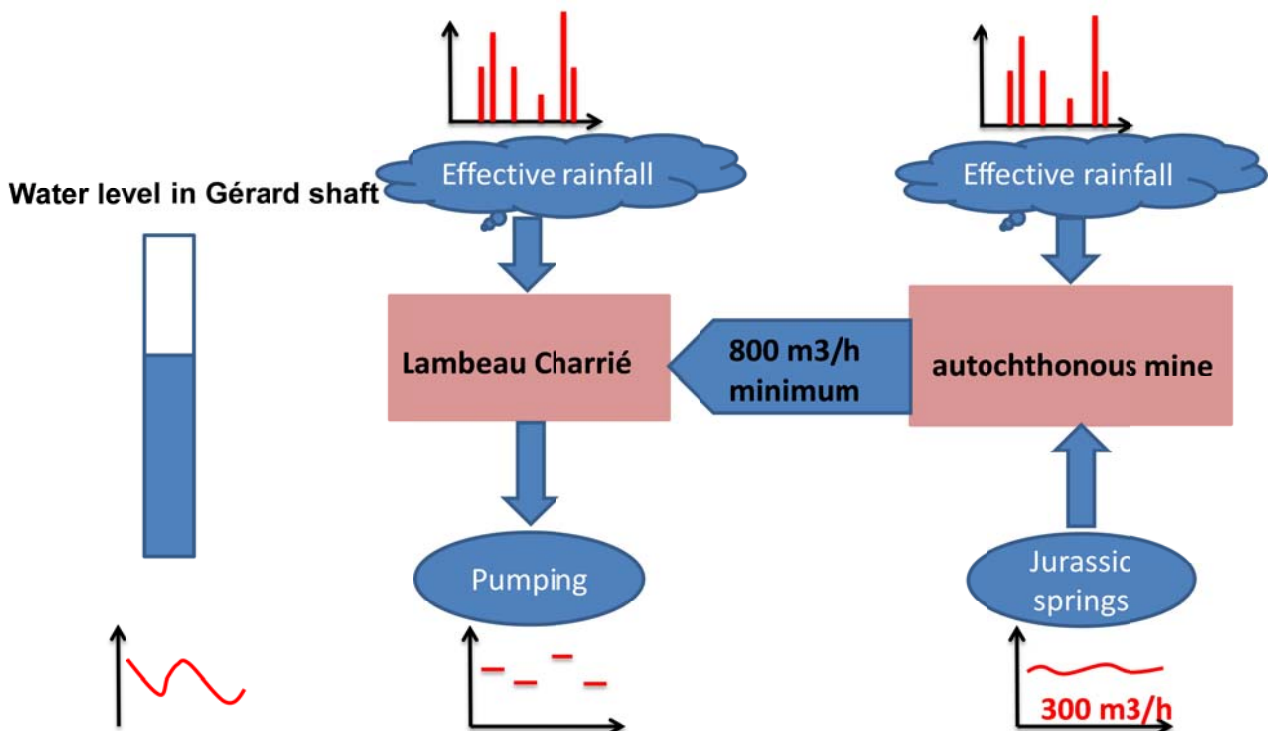 Effective rainfall
Effective rainfall
Water level in Gérard shaft
Lambeau Charrié
800 m3/h
minimum
autochthonous mine
Pumping
Jurassic
springs
300 m3/h